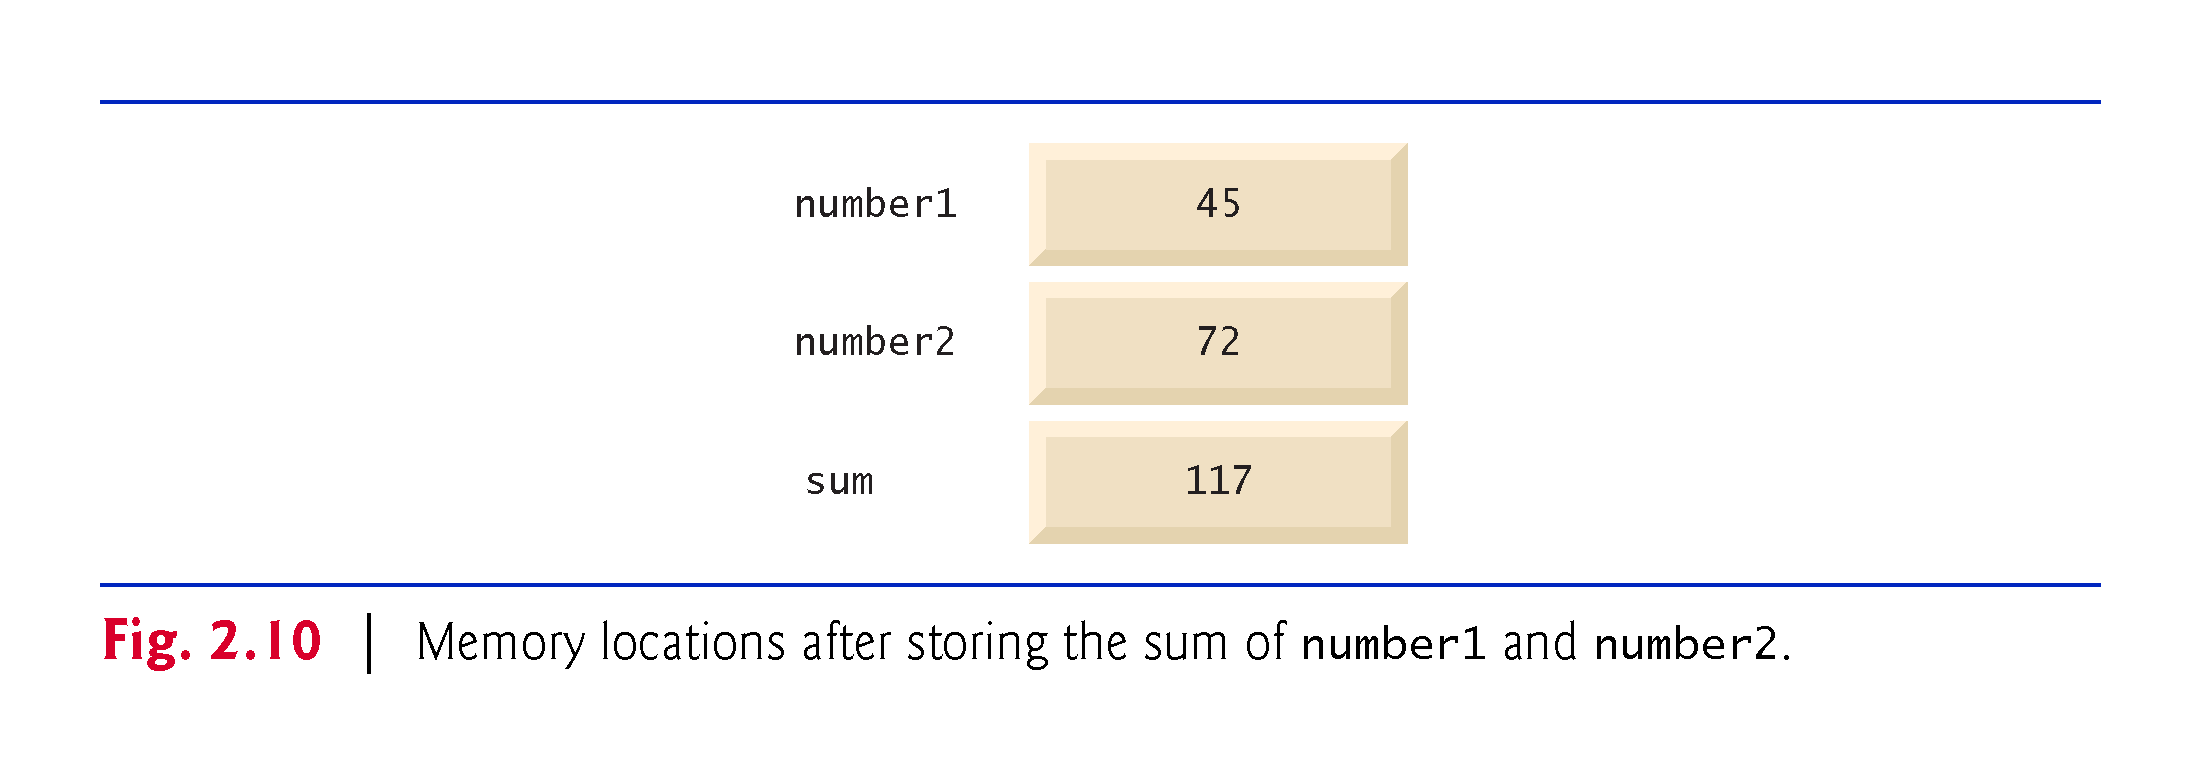 number1 45
number2 72
sum 117
Fig. 2.10 | Memory locations after storing the sum of number1 and number2.